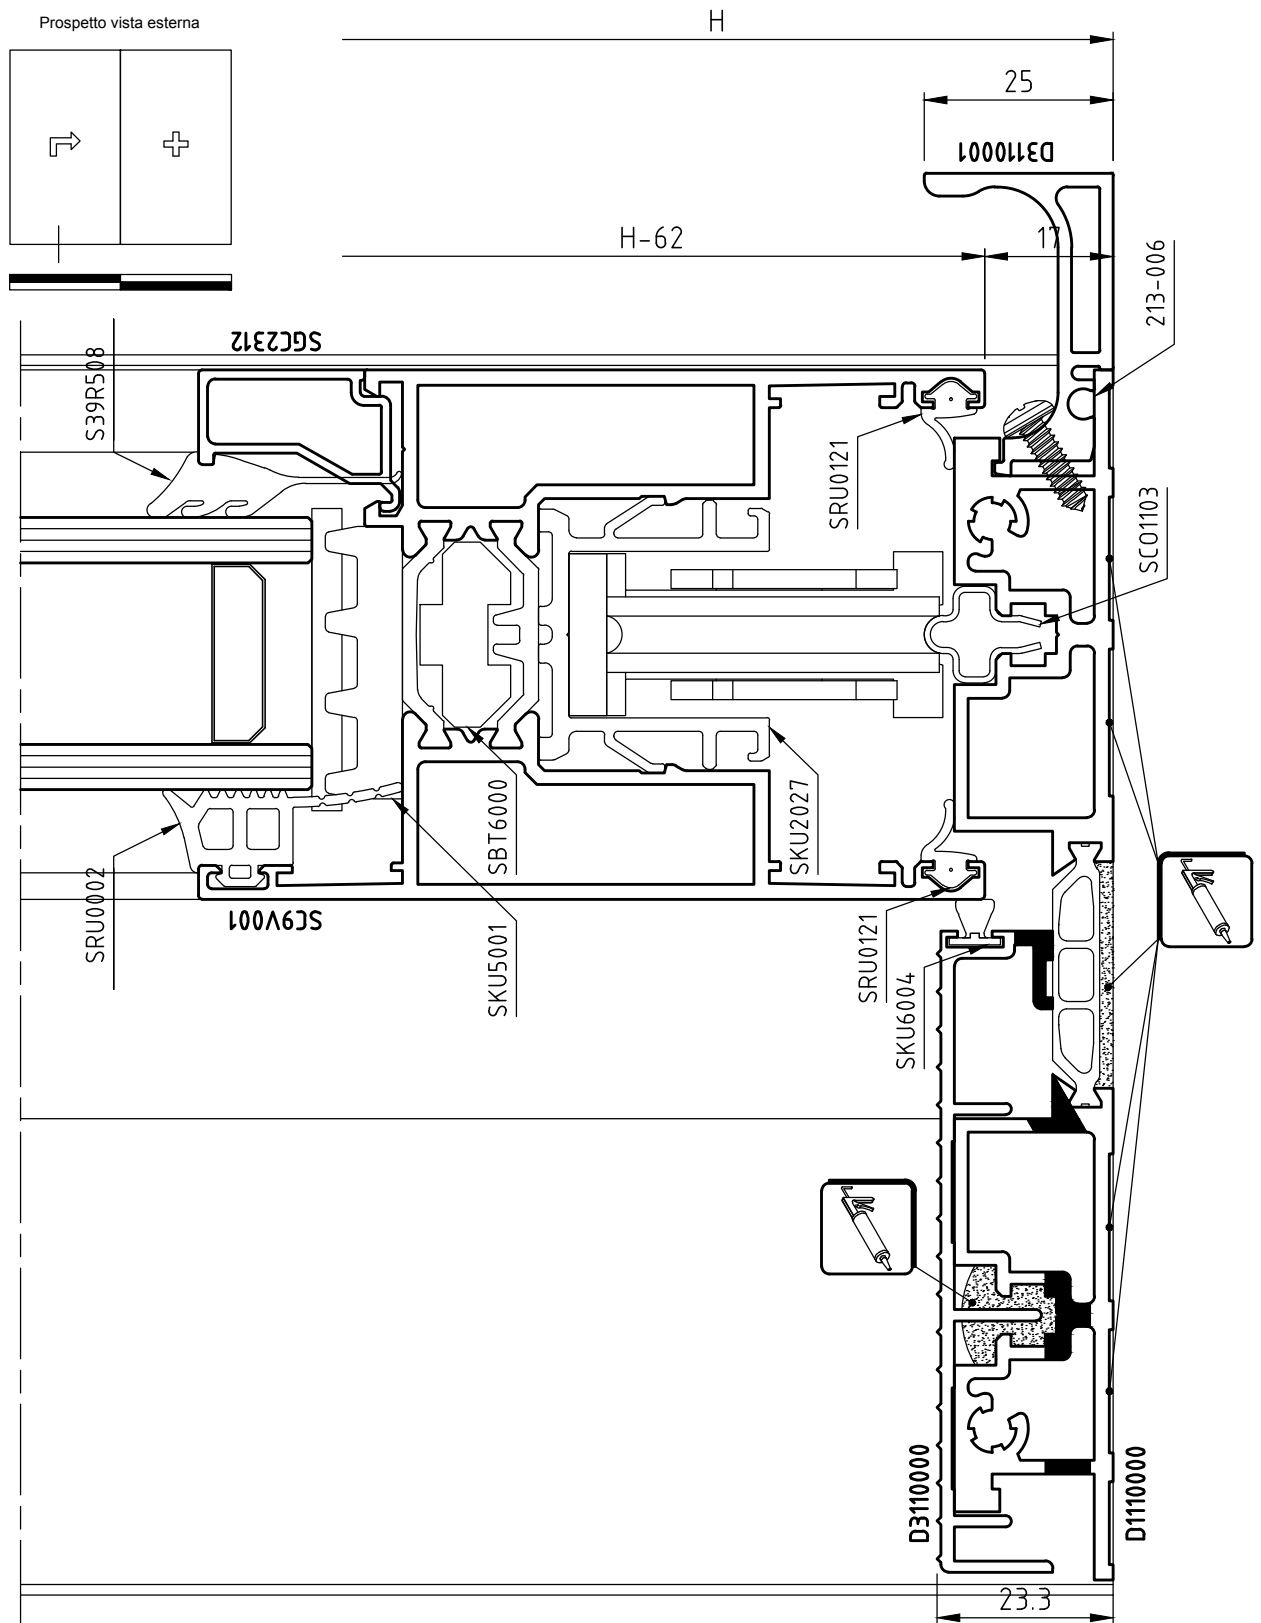 Prospetto vista esterna
H
25
D3110001
H-62
17
213-006
SGC2312
S39R508
SRU0121
SC01103
SBT6000
SKU2027
SRU0002
SC9V001
SKU5001
SRU0121
SKU6004
D3110000
D1110000
23.3